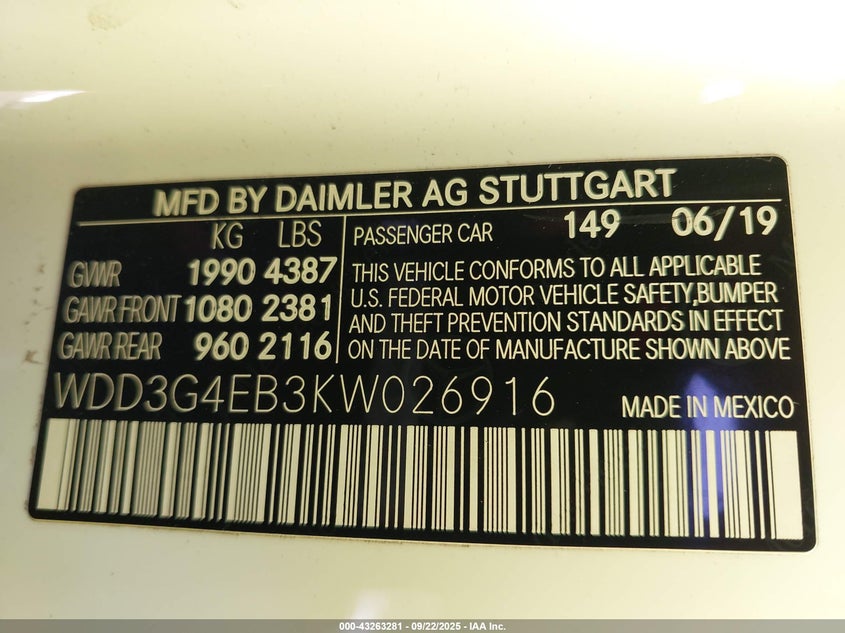 MFD BY DAIMLER AG STUTTGART
KG LBS
GVWR 1990 4387
GAWR FRONT 1080 2381
GAWR REAR 960 2116
PASSENGER CAR 149 06/19
THIS VEHICLE CONFORMS TO ALL APPLICABLE
U.S. FEDERAL MOTOR VEHICLE SAFETY,BUMPER
AND THEFT PREVENTION STANDARDS IN EFFECT
ON THE DATE OF MANUFACTURE SHOWN ABOVE
WDD3G4EB3KW026916 MADE IN MEXICO
000-43263281 - 09/22/2025 - IAA Inc.